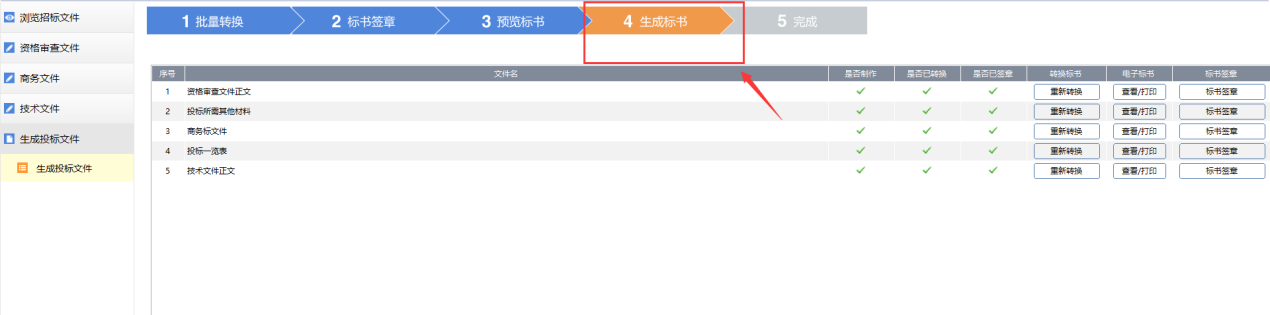 浏览招标文件
资格审查文件
商务文件
技术文件
生成投标文件
生成投标文件
1 批量转换 2 标书签章 3 预览标书 4 生成标书 5 完成
序号 文件名 是否制作 是否已转换 是否已签章 转换标书 电子标书 标书签章
1 资格审查文件正文 重新转换 查看/打印 标书签章
2 投标所需其他材料 重新转换 查看/打印 标书签章
3 商务标文件 重新转换 查看/打印 标书签章
4 投标一览表 重新转换 查看/打印 标书签章
5 技术文件正文 重新转换 查看/打印 标书签章